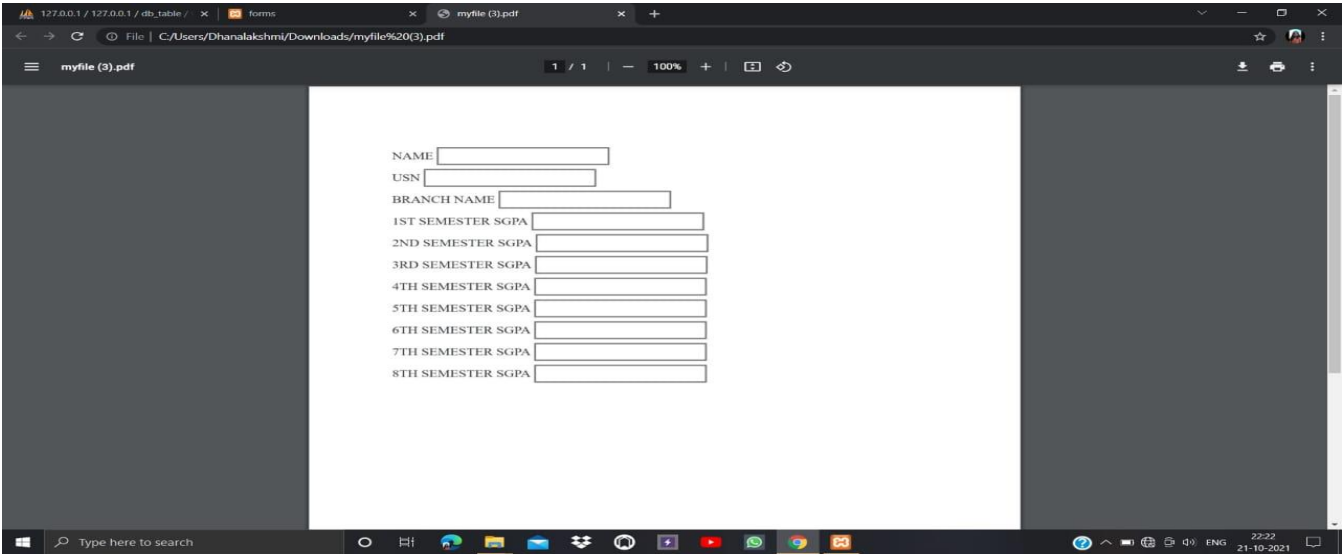 127.0.0.1 / 127.0.0.1 / db_table /
forms
myfile (3).pdf
File | C:/Users/Dhanalakshmi/Downloads/myfile%20(3).pdf
myfile (3).pdf
1 / 1
100%
NAME
USN
BRANCH NAME
1ST SEMESTER SGPA
2ND SEMESTER SGPA
3RD SEMESTER SGPA
4TH SEMESTER SGPA
5TH SEMESTER SGPA
6TH SEMESTER SGPA
7TH SEMESTER SGPA
8TH SEMESTER SGPA
Type here to search
ENG
22:22
21-10-2021